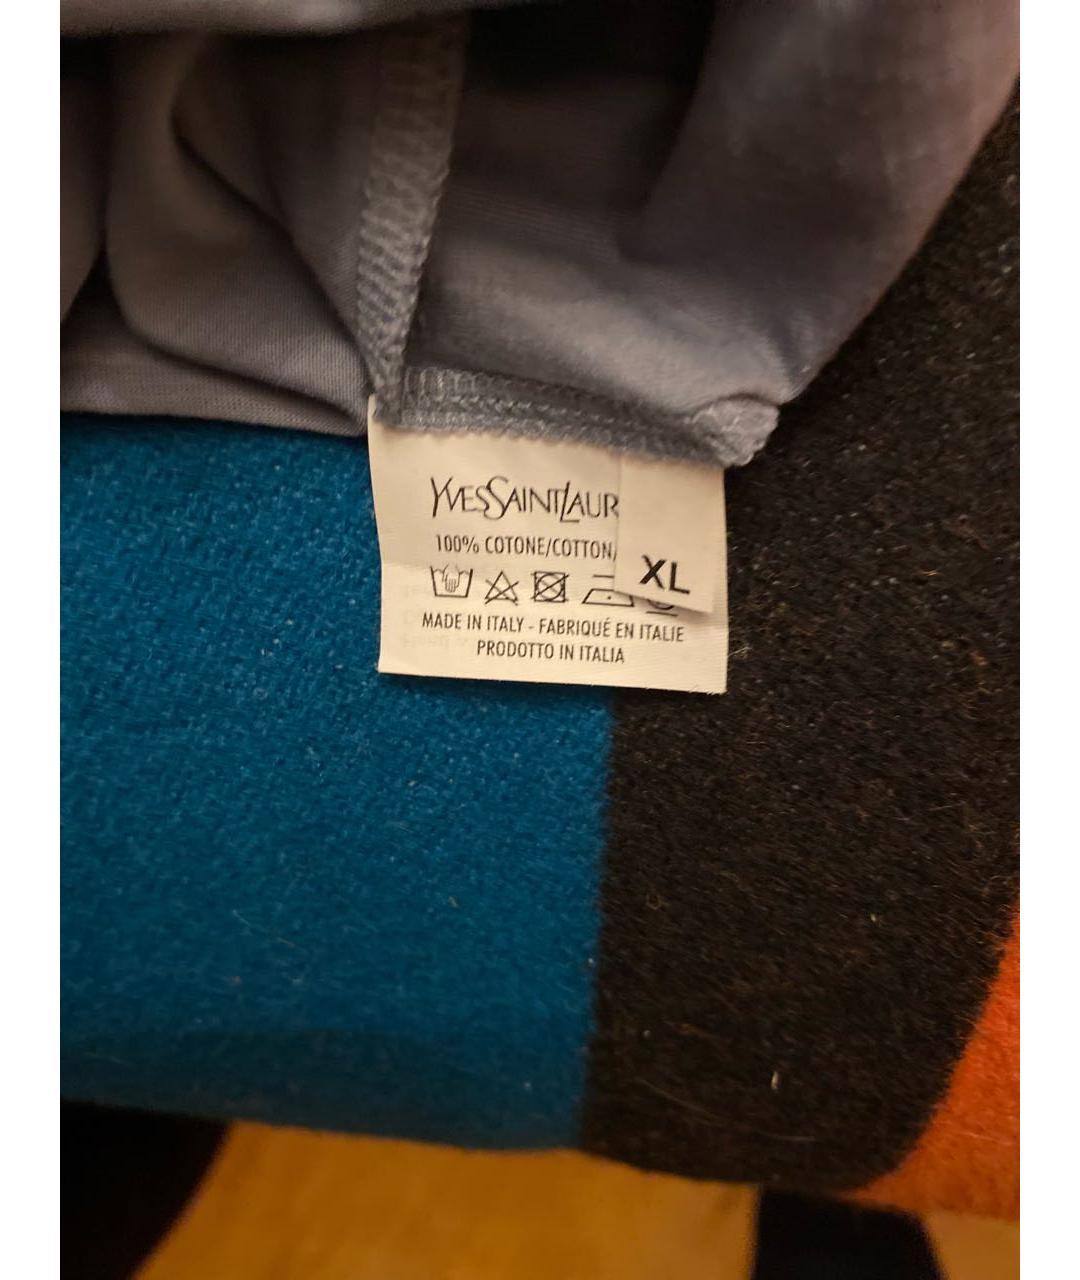 YVESSAINTLAUR
100% COTONE/COTTON/
XL
MADE IN ITALY - FABRIQUÉ EN ITALIE
PRODOTTO IN ITALIA